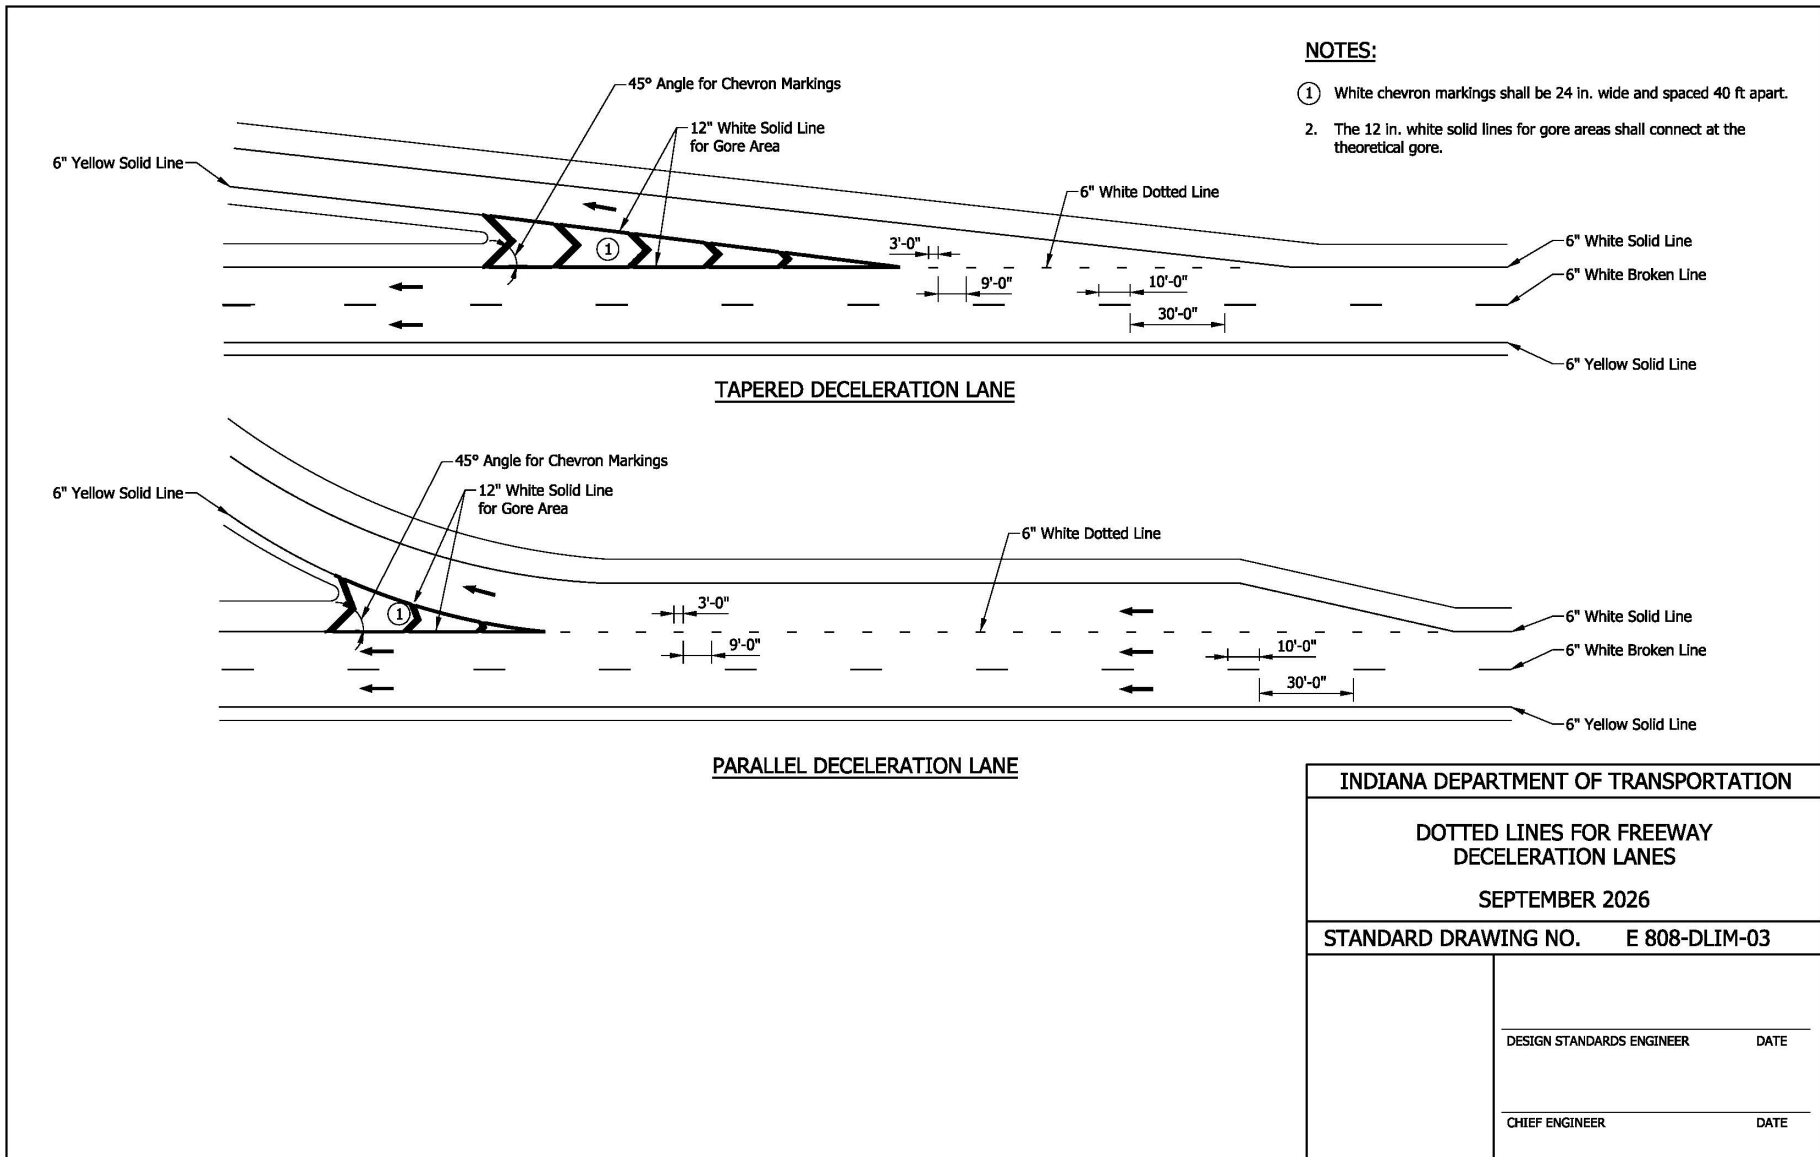 NOTES:
1 White chevron markings shall be 24 in. wide and spaced 40 ft apart.
2. The 12 in. white solid lines for gore areas shall connect at the
theoretical gore.
45° Angle for Chevron Markings
12" White Solid Line
for Gore Area
6" Yellow Solid Line
6" White Dotted Line
1
3'-0"
9'-0"
10'-0"
30'-0"
6" White Solid Line
6" White Broken Line
6" Yellow Solid Line
TAPERED DECELERATION LANE
45° Angle for Chevron Markings
12" White Solid Line
for Gore Area
6" Yellow Solid Line
6" White Dotted Line
1
3'-0"
9'-0"
10'-0"
30'-0"
6" White Solid Line
6" White Broken Line
6" Yellow Solid Line
PARALLEL DECELERATION LANE
INDIANA DEPARTMENT OF TRANSPORTATION
DOTTED LINES FOR FREEWAY
DECELERATION LANES
SEPTEMBER 2026
STANDARD DRAWING NO. E 808-DLIM-03
DESIGN STANDARDS ENGINEER DATE
CHIEF ENGINEER DATE